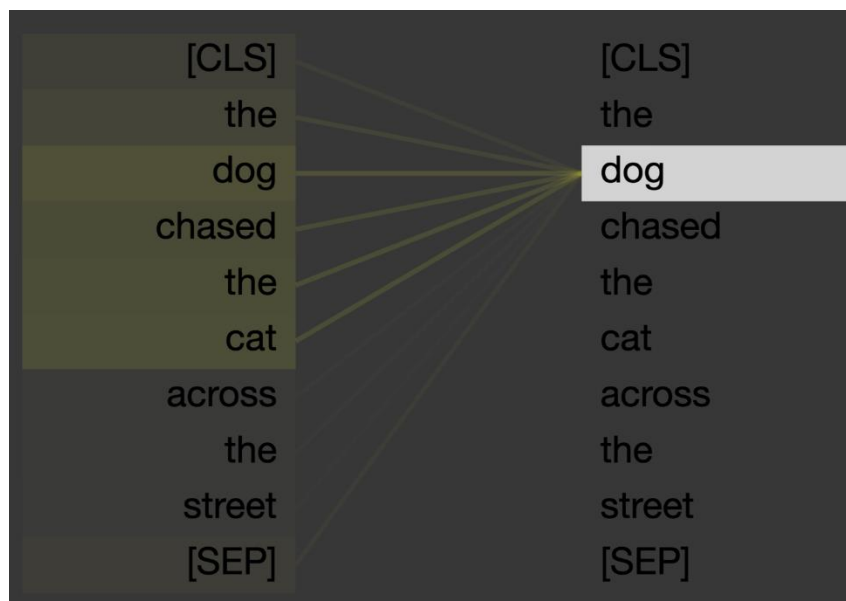 [CLS] [CLS]
the the
dog dog
chased chased
the the
cat cat
across across
the the
street street
[SEP] [SEP]